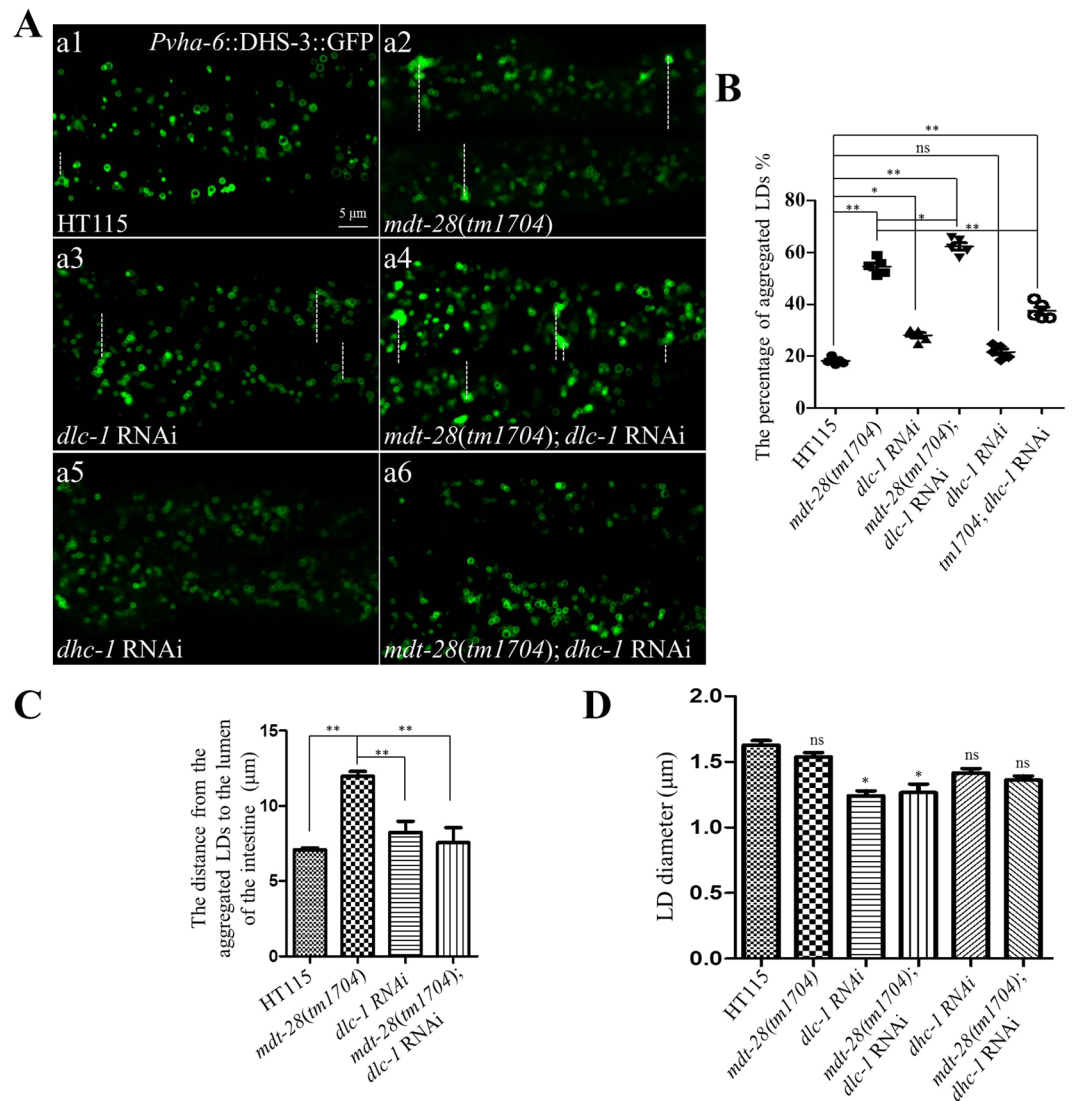 A
a1
Pvha-6::DHS-3::GFP
HT115
5 μm
a2
mdt-28(tm1704)
a3
dlc-1 RNAi
a4
mdt-28(tm1704); dlc-1 RNAi
a5
dhc-1 RNAi
a6
mdt-28(tm1704); dhc-1 RNAi
B
The percentage of aggregated LDs %
80
60
40
20
0
**
ns
**
*
**
*
**
HT115
mdt-28(tm1704)
dlc-1 RNAi
mdt-28(tm1704);
dlc-1 RNAi
dhc-1 RNAi
tm1704; dhc-1 RNAi
C
The distance from the
aggregated LDs to the lumen
of the intestine (μm)
15
10
5
0
**
**
**
HT115
mdt-28(tm1704)
dlc-1 RNAi
mdt-28(tm1704);
dlc-1 RNAi
D
LD diameter (μm)
2.0
1.5
1.0
0.5
0.0
ns
*
*
ns
ns
HT115
mdt-28(tm1704)
dlc-1 RNAi
mdt-28(tm1704);
dlc-1 RNAi
dhc-1 RNAi
mdt-28(tm1704);
dhc-1 RNAi